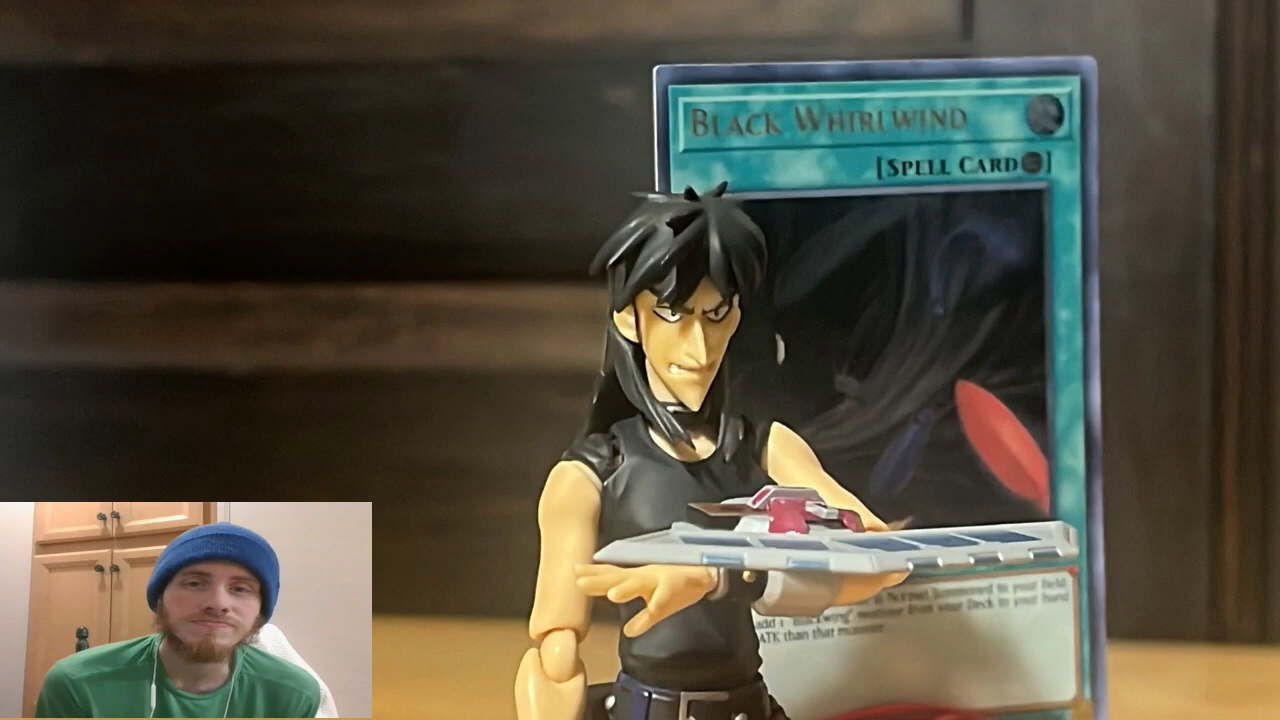 BLACK WHIRLWIND
[SPELL CARD]
is Normal Summoned to your field
add 1 "Blackwing" monster from your Deck to your hand
ATK than that monster